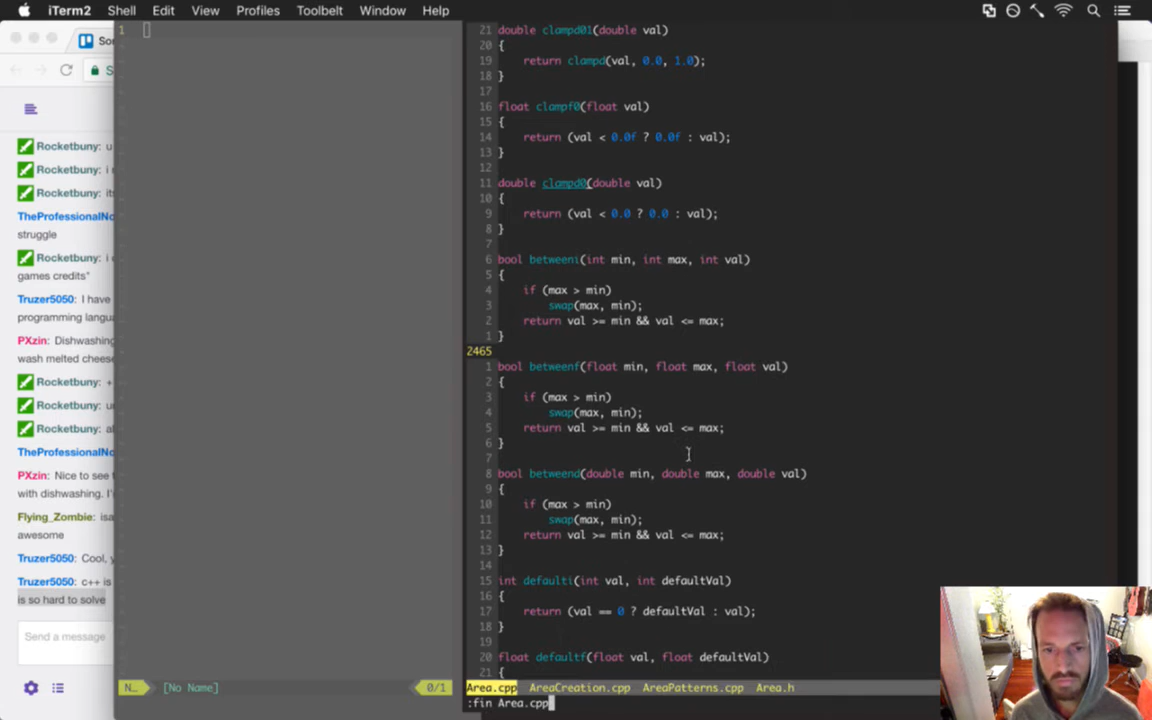 iTerm2 Shell Edit View Profiles Toolbelt Window Help
Rocketbuny: u
Rocketbuny: i
Rocketbuny: its
TheProfessionalNo
struggle
Rocketbuny: i
games credits"
Truzer5050: I have
programming langu
PXzin: Dishwashing
wash melted cheese
Rocketbuny: +
Rocketbuny:
Rocketbuny: al
TheProfessionalNo
PXzin: Nice to see
with dishwashing. I'
Flying_Zombie: isa
awesome
Truzer5050: Cool,
Truzer5050: c++ is
is so hard to solve
Send a message
1
N... [No Name] 0/1
21 double clampd01(double val)
20 {
19 return clampd(val, 0.0, 1.0);
18 }
17
16 float clampf0(float val)
15 {
14 return (val < 0.0f ? 0.0f : val);
13 }
12
11 double clampd0(double val)
10 {
9 return (val < 0.0 ? 0.0 : val);
8 }
7
6 bool betweeni(int min, int max, int val)
5 {
4 if (max > min)
3 swap(max, min);
2 return val >= min && val <= max;
1 }
2465
1 bool betweenf(float min, float max, float val)
2 {
3 if (max > min)
4 swap(max, min);
5 return val >= min && val <= max;
6 }
7
8 bool betweend(double min, double max, double val)
9 {
10 if (max > min)
11 swap(max, min);
12 return val >= min && val <= max;
13 }
14
15 int defaulti(int val, int defaultVal)
16 {
17 return (val == 0 ? defaultVal : val);
18 }
19
20 float defaultf(float val, float defaultVal)
21 {
Area.cpp AreaCreation.cpp AreaPatterns.cpp Area.h
:fin Area.cpp